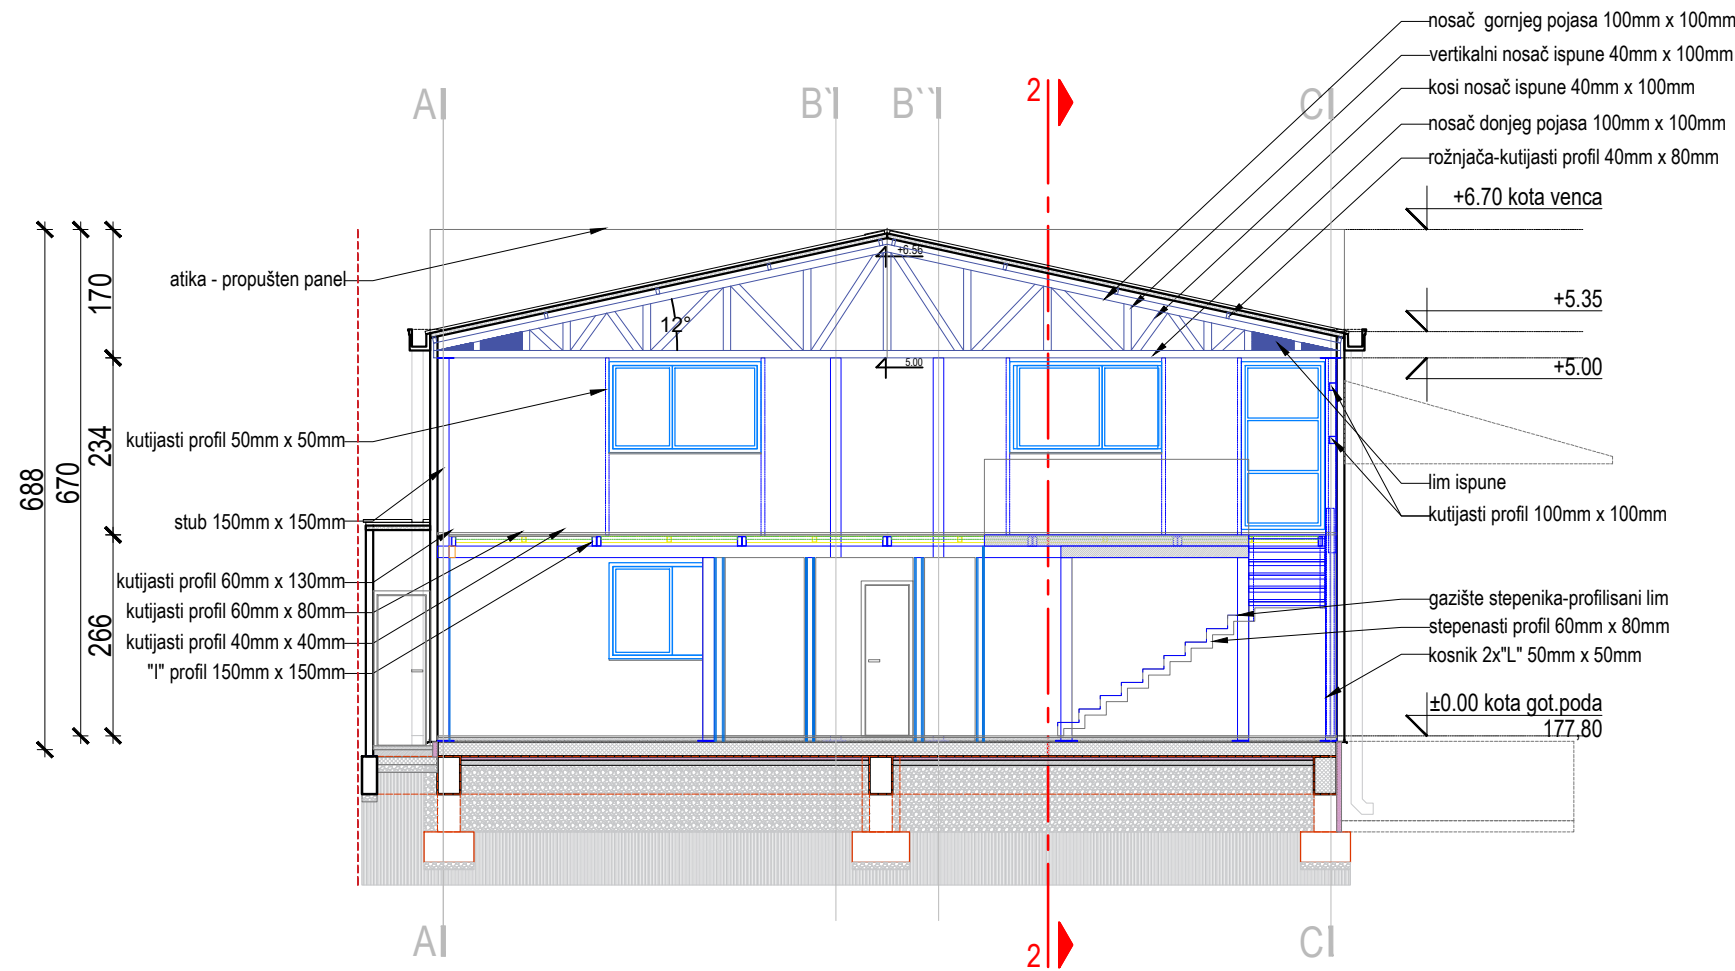 nosač gornjeg pojasa 100mm x 100mm
vertikalni nosač ispune 40mm x 100mm
kosi nosač ispune 40mm x 100mm
nosač donjeg pojasa 100mm x 100mm
rožnjača-kutijasti profil 40mm x 80mm
A B` B`` 2 C
+6.70 kota venca
+6.56
atika - propušten panel
170
+5.35
12°
5.00
+5.00
kutijasti profil 50mm x 50mm
234
688
670
lim ispune
kutijasti profil 100mm x 100mm
stub 150mm x 150mm
kutijasti profil 60mm x 130mm
kutijasti profil 60mm x 80mm
kutijasti profil 40mm x 40mm
"I" profil 150mm x 150mm
266
gazište stepenika-profilisani lim
stepenasti profil 60mm x 80mm
kosnik 2x"L" 50mm x 50mm
±0.00 kota got.poda
177,80
A 2 C